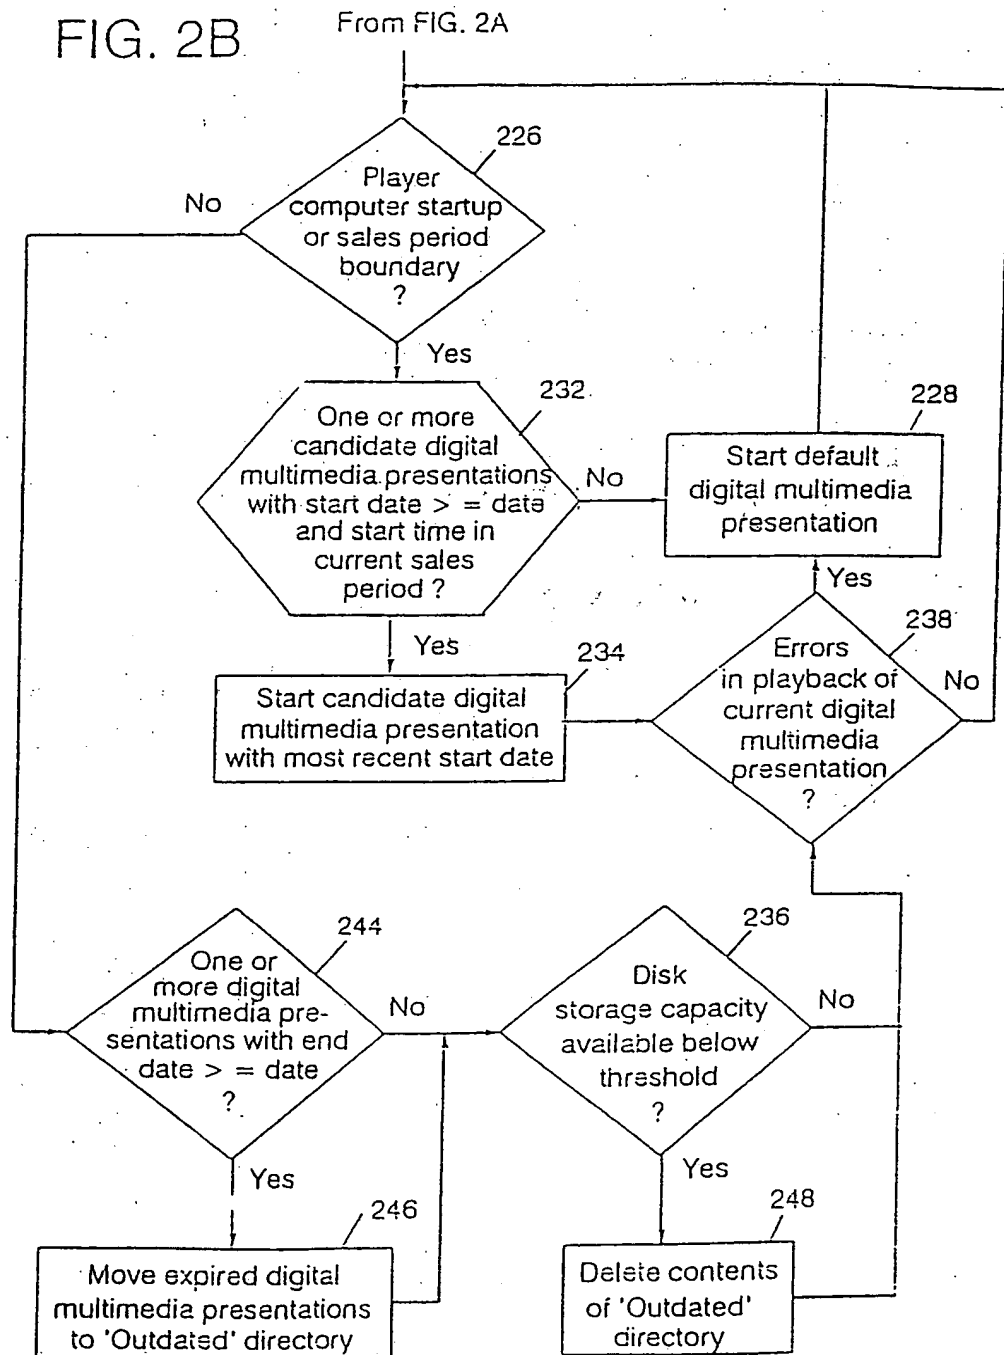 FIG. 2B
From FIG. 2A
226
Player
computer startup
or sales period
boundary
?
No
Yes
232
One or more
candidate digital
multimedia presentations
with start date > = date
and start time in
current sales
period ?
No
228
Start default
digital multimedia
presentation
Yes
Yes
234
Start candidate digital
multimedia presentation
with most recent start date
238
Errors
in playback of
current digital
multimedia
presentation
?
No
244
One or
more digital
multimedia pre-
sentations with end
date > = date
?
No
236
Disk
storage capacity
available below
threshold
?
No
Yes
Yes
246
Move expired digital
multimedia presentations
to 'Outdated' directory
248
Delete contents
of 'Outdated'
directory